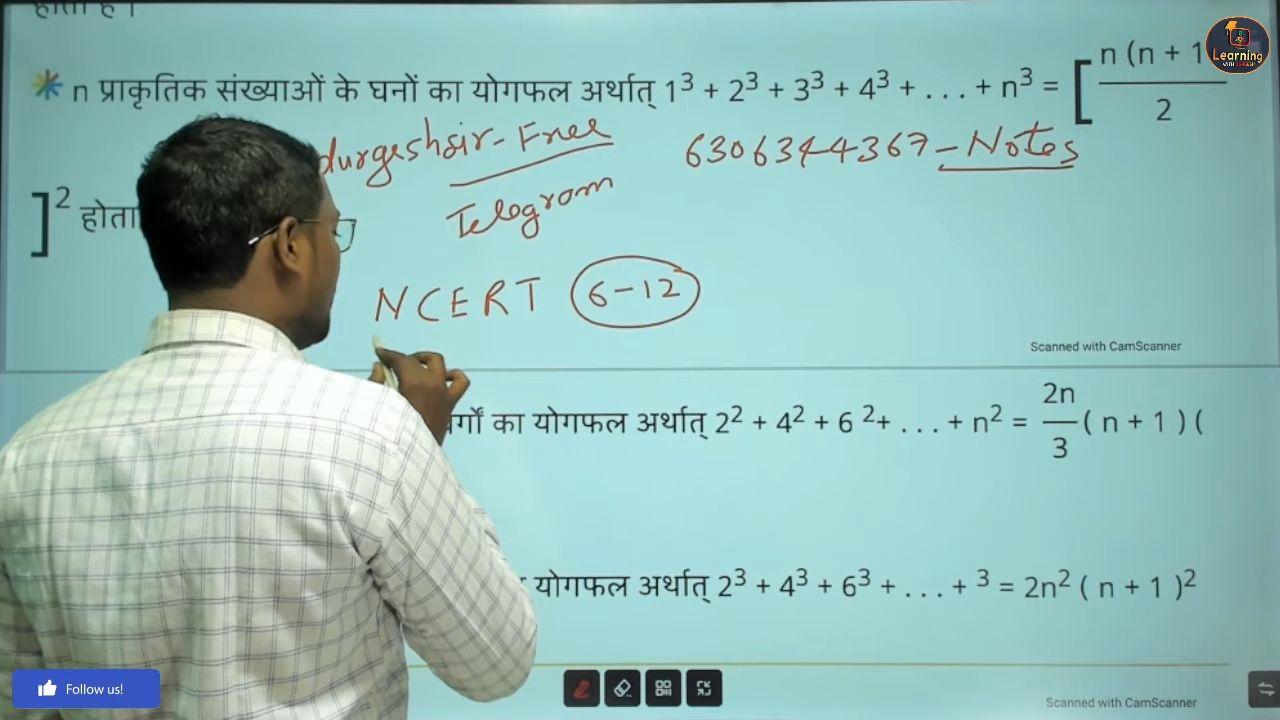 होता है ।
n प्राकृतिक संख्याओं के घनों का योगफल अर्थात् 1³ + 2³ + 3³ + 4³ + . . . + n³ = [ n (n + 1 / 2
]² होता
durgeshsir - Free
6306344367 - Notes
Telegram
NCERT 6-12
Scanned with CamScanner
वर्गों का योगफल अर्थात् 2² + 4² + 6 ²+ . . . + n² = 2n/3 ( n + 1 ) (
योगफल अर्थात् 2³ + 4³ + 6³ + . . . + ³ = 2n² ( n + 1 )²
Scanned with CamScanner
Learning
Follow us!